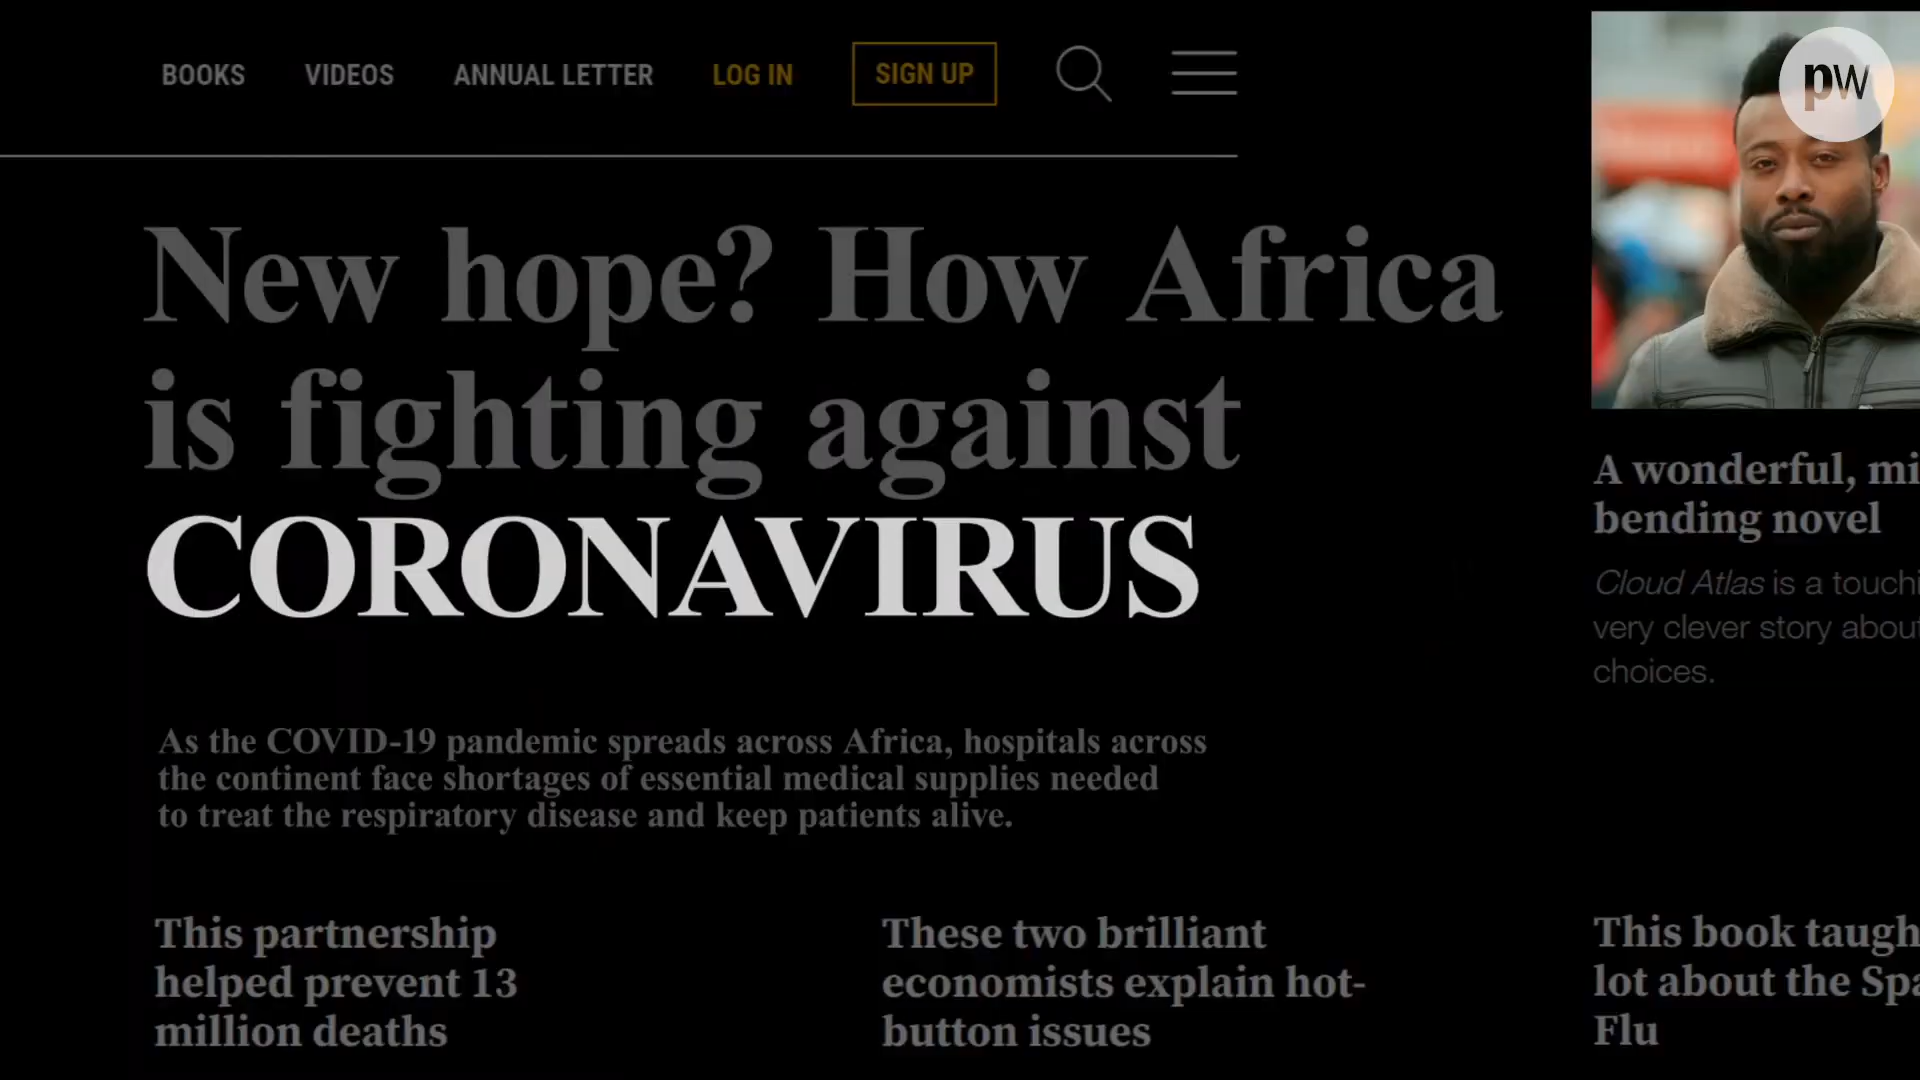 BOOKS VIDEOS ANNUAL LETTER LOG IN SIGN UP
pw
New hope? How Africa
is fighting against
CORONAVIRUS
As the COVID-19 pandemic spreads across Africa, hospitals across
the continent face shortages of essential medical supplies needed
to treat the respiratory disease and keep patients alive.
A wonderful, mi
bending novel
Cloud Atlas is a touchi
very clever story about
choices.
This partnership
helped prevent 13
million deaths
These two brilliant
economists explain hot-
button issues
This book taugh
lot about the Spa
Flu